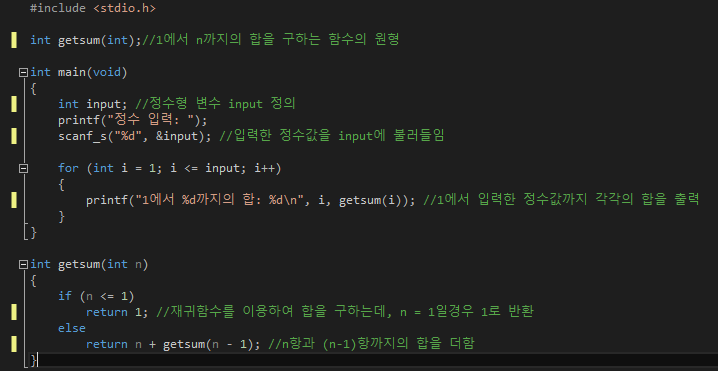 #include <stdio.h>
int getsum(int);//1에서 n까지의 합을 구하는 함수의 원형
int main(void)
{
int input; //정수형 변수 input 정의
printf("정수 입력: ");
scanf_s("%d", &input); //입력한 정수값을 input에 불러들임
for (int i = 1; i <= input; i++)
{
printf("1에서 %d까지의 합: %d\n", i, getsum(i)); //1에서 입력한 정수값까지 각각의 합을 출력
}
}
int getsum(int n)
{
if (n <= 1)
return 1; //재귀함수를 이용하여 합을 구하는데, n = 1일경우 1로 반환
else
return n + getsum(n - 1); //n항과 (n-1)항까지의 합을 더함
}